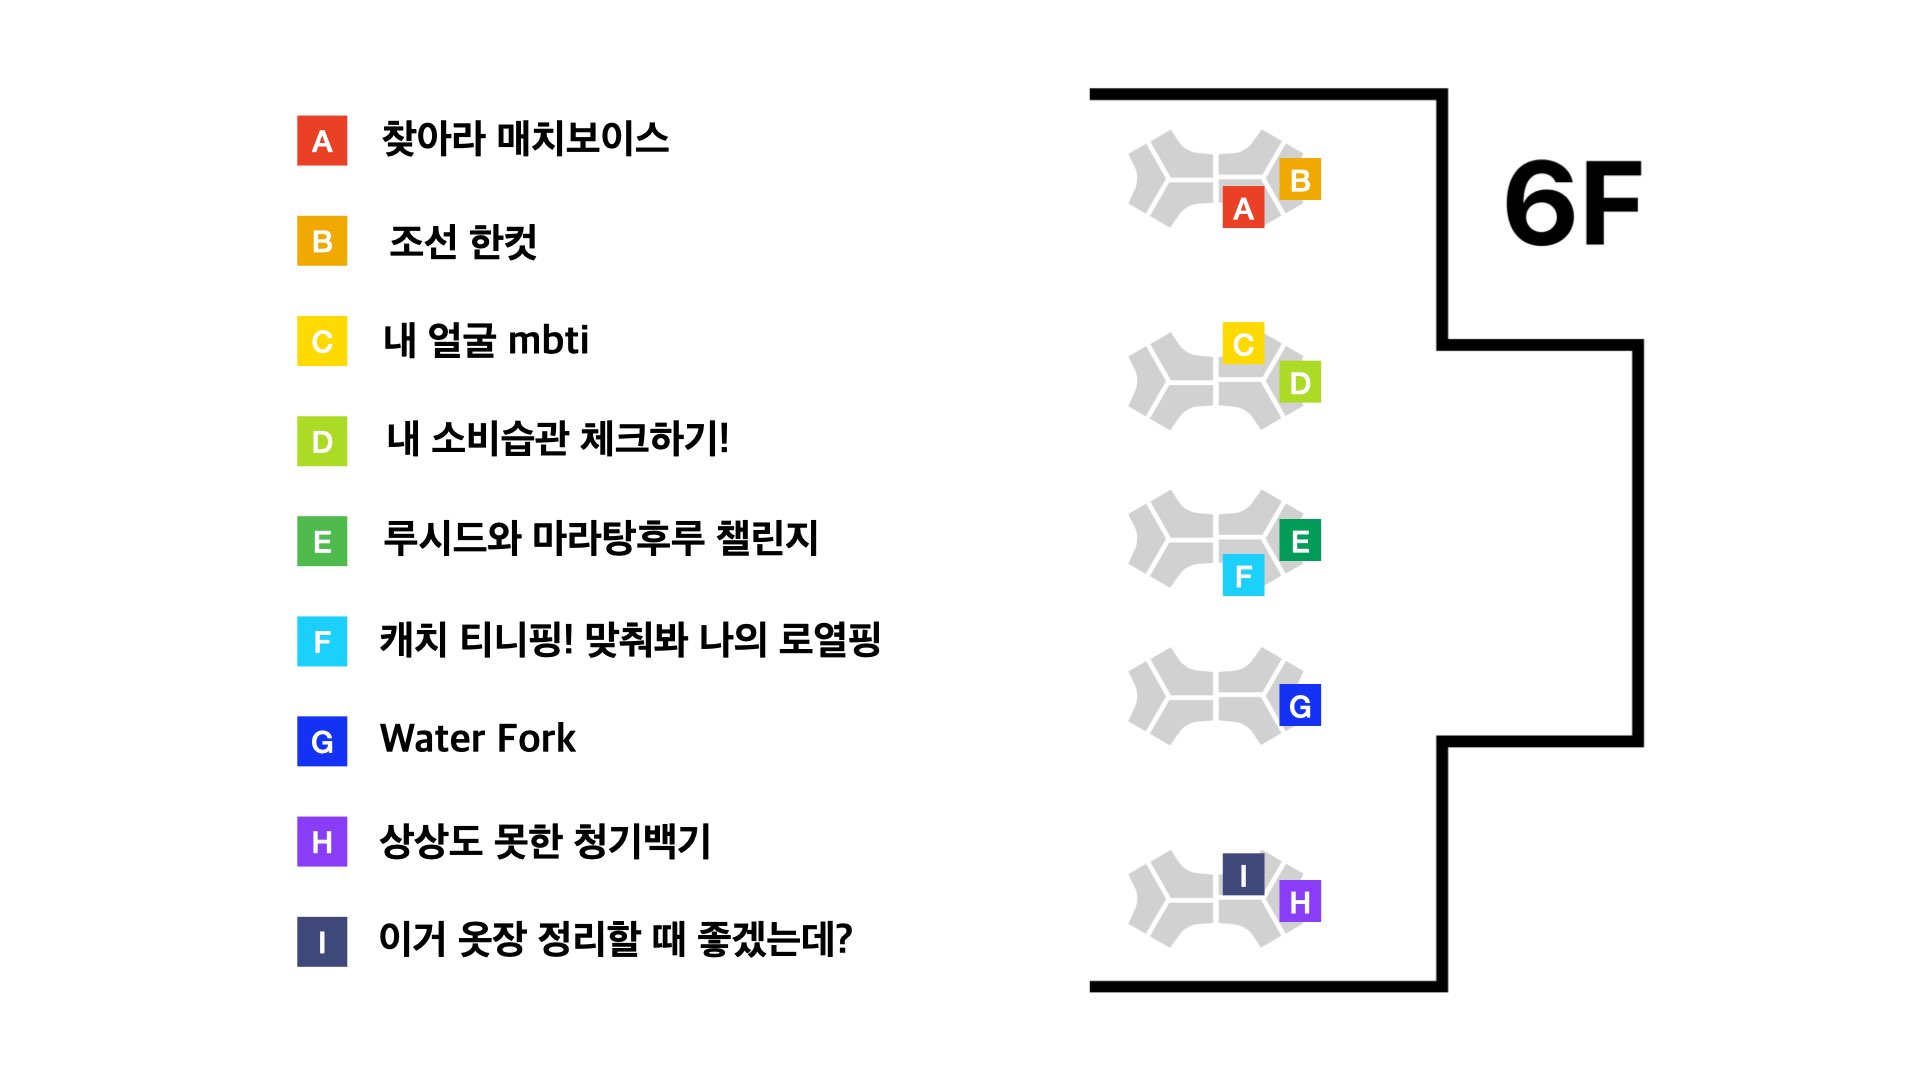 A 찾아라 매치보이스
B 조선 한컷
C 내 얼굴 mbti
D 내 소비습관 체크하기!
E 루시드와 마라탕후루 챌린지
F 캐치 티니핑! 맞춰봐 나의 로열핑
G Water Fork
H 상상도 못한 청기백기
I 이거 옷장 정리할 때 좋겠는데?
6F
B
A
C
D
E
F
G
I
H